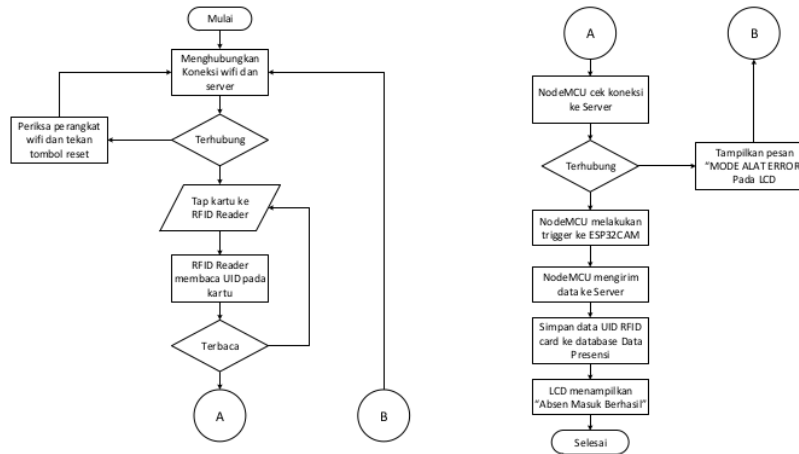 Mulai
Menghubungkan
Koneksi wifi dan
server
Periksa perangkat
wifi dan tekan
tombol reset
Terhubung
Tap kartu ke
RFID Reader
RFID Reader
membaca UID pada
kartu
Terbaca
A
B
A
B
NodeMCU cek koneksi
ke Server
Terhubung
Tampilkan pesan
“MODE ALAT ERROR
Pada LCD
NodeMCU melakukan
trigger ke ESP32CAM
NodeMCU mengirim
data ke Server
Simpan data UID RFID
card ke database Data
Presensi
LCD menampilkan
“Absen Masuk Berhasil”
Selesai